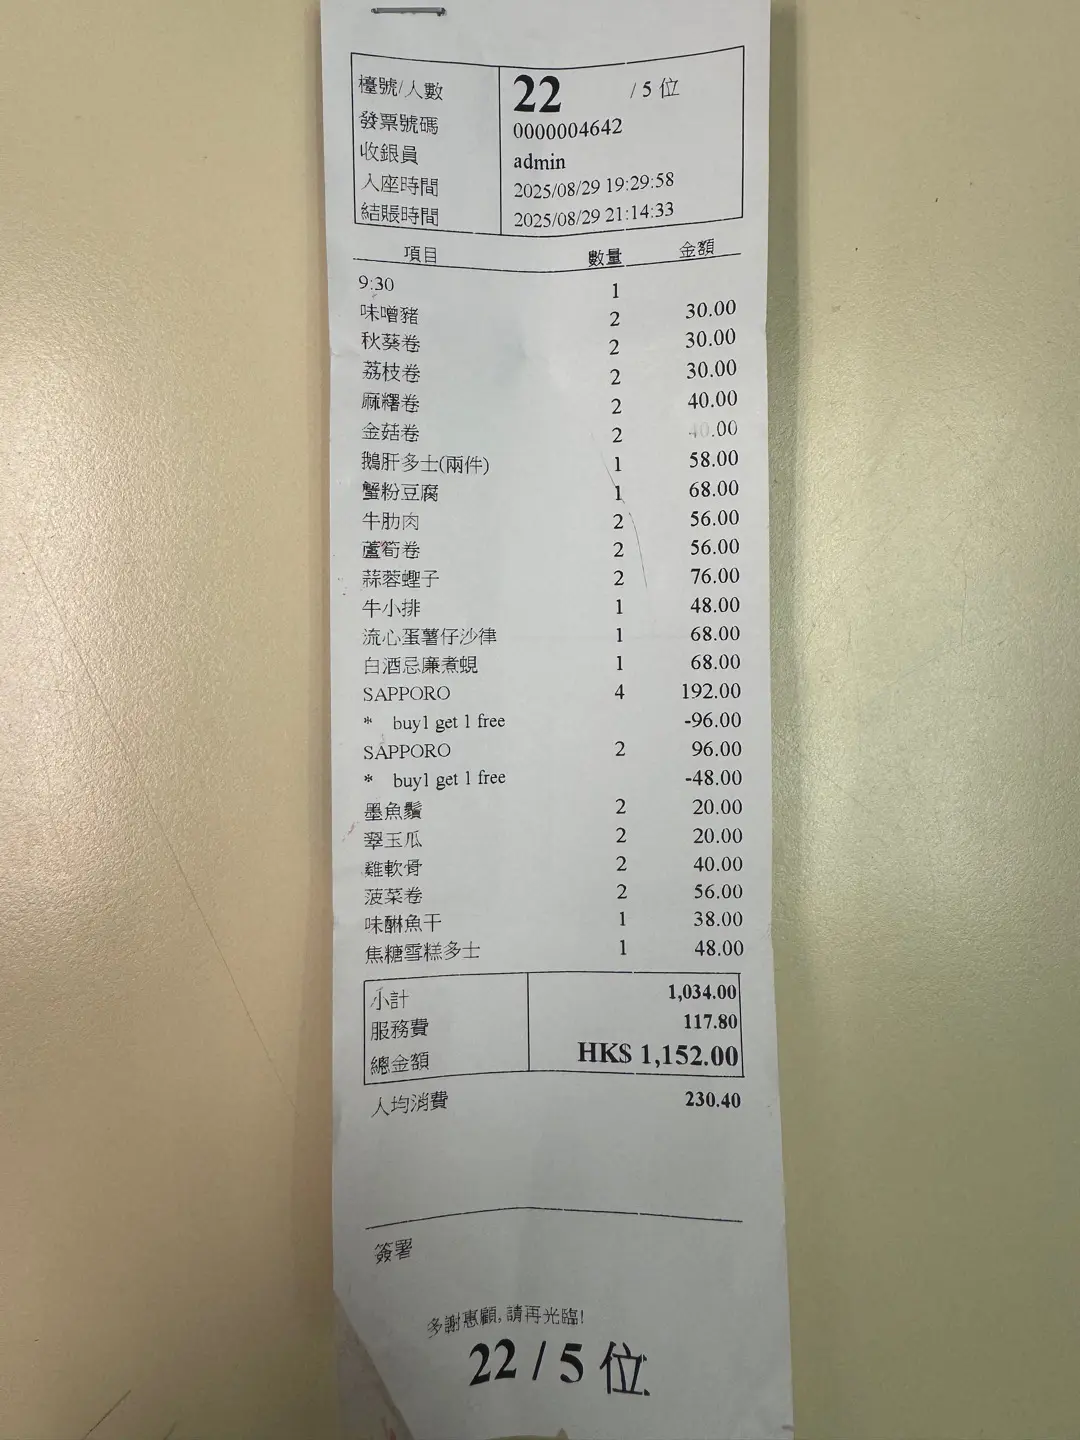 檯號/人數 22 / 5 位
發票號碼 0000004642
收銀員 admin
入座時間 2025/08/29 19:29:58
結賬時間 2025/08/29 21:14:33
項目 數量 金額
9:30 1
味噌豬 2 30.00
秋葵卷 2 30.00
荔枝卷 2 30.00
麻糬卷 2 40.00
金菇卷 2 40.00
鵝肝多士(兩件) 1 58.00
蟹粉豆腐 1 68.00
牛肋肉 2 56.00
蘆筍卷 2 56.00
蒜蓉蟶子 2 76.00
牛小排 1 48.00
流心蛋薯仔沙律 1 68.00
白酒忌廉煮蜆 1 68.00
SAPPORO 4 192.00
* buy1 get 1 free -96.00
SAPPORO 2 96.00
* buy1 get 1 free -48.00
墨魚鬚 2 20.00
翠玉瓜 2 20.00
雞軟骨 2 40.00
菠菜卷 2 56.00
味醂魚干 1 38.00
焦糖雪糕多士 1 48.00
小計 1,034.00
服務費 117.80
總金額 HK$ 1,152.00
人均消費 230.40
簽署
多謝惠顧, 請再光臨!
22 / 5 位